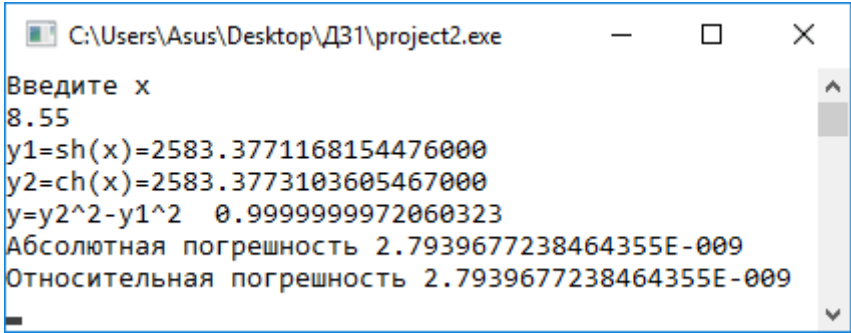 C:\Users\Asus\Desktop\ДЗ1\project2.exe
Введите x
8.55
y1=sh(x)=2583.3771168154476000
y2=ch(x)=2583.3773103605467000
y=y2^2-y1^2  0.9999999972060323
Абсолютная погрешность 2.7939677238464355E-009
Относительная погрешность 2.7939677238464355E-009